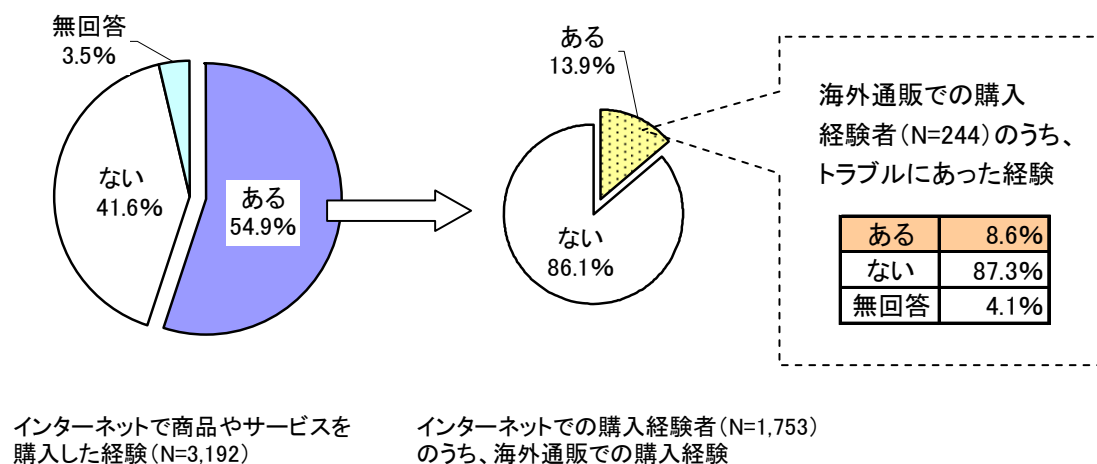 無回答
3.5%
ない
41.6%
ある
54.9%
ある
13.9%
ない
86.1%
海外通販での購入
経験者(N=244)のうち、
トラブルにあった経験
ある 8.6%
ない 87.3%
無回答 4.1%
インターネットで商品やサービスを
購入した経験(N=3,192)
インターネットでの購入経験者(N=1,753)
のうち、海外通販での購入経験